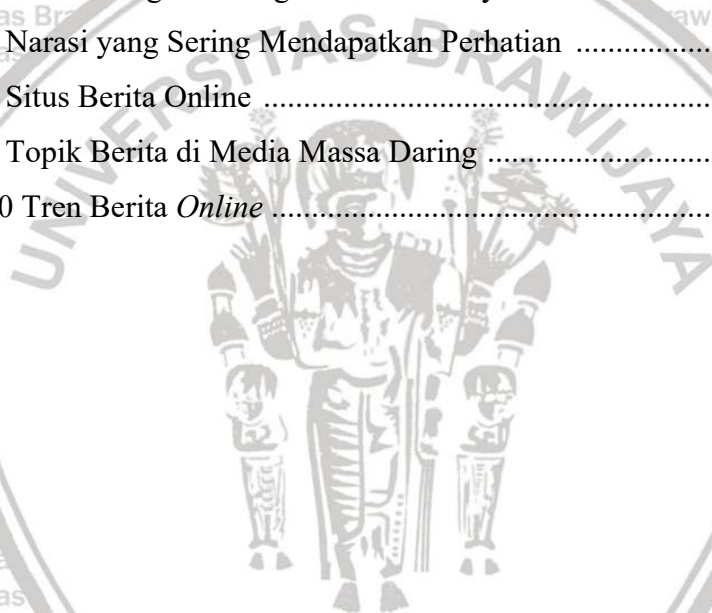 Narasi yang Sering Mendapatkan Perhatian ..................
Situs Berita Online ............................................................
Topik Berita di Media Massa Daring ..............................
0 Tren Berita Online ...........................................................
UNIVERSITAS BRAWIJAYA